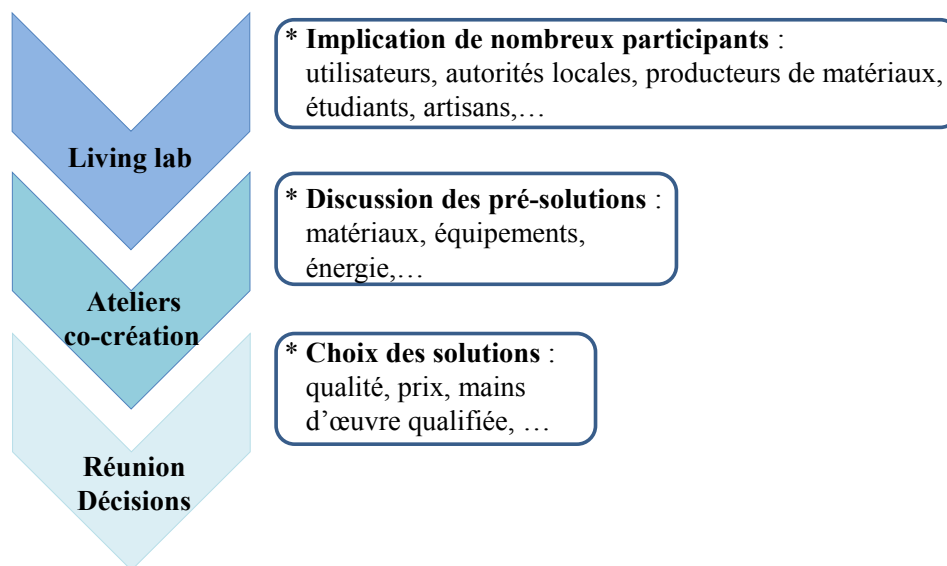 * Implication de nombreux participants :
utilisateurs, autorités locales, producteurs de matériaux,
étudiants, artisans,…
Living lab
* Discussion des pré-solutions :
matériaux, équipements,
énergie,…
Ateliers
co-création
* Choix des solutions :
qualité, prix, mains
d’œuvre qualifiée, …
Réunion
Décisions